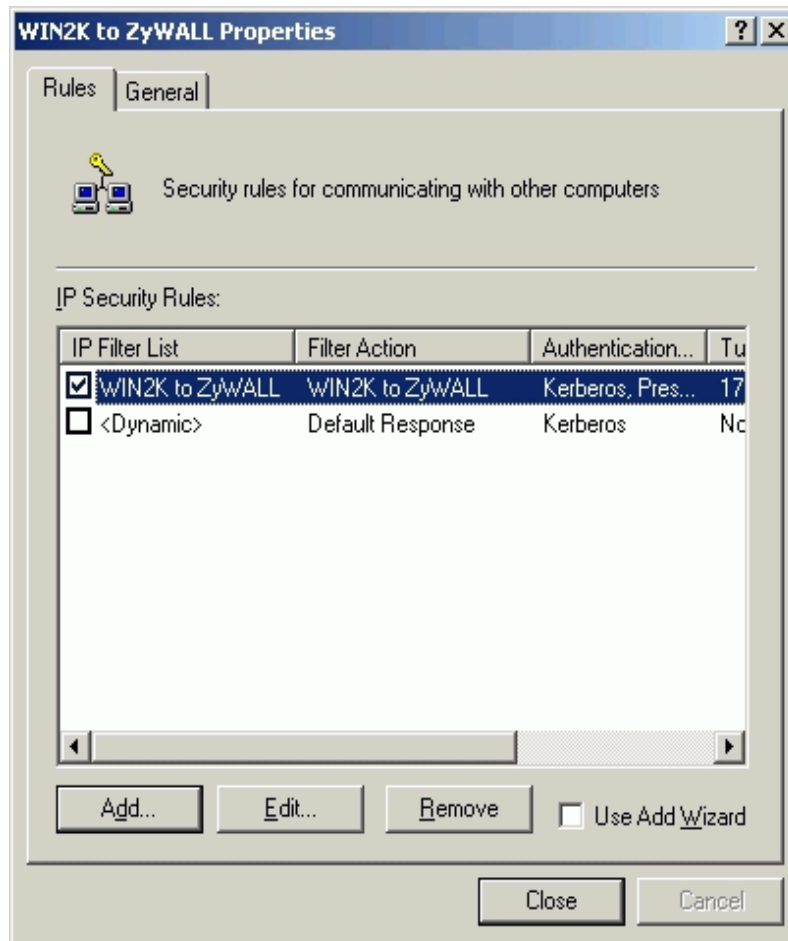 WIN2K to ZyWALL Properties
Rules General
Security rules for communicating with other computers
IP Security Rules:
IP Filter List Filter Action Authentication... Tu
WIN2K to ZyWALL WIN2K to ZyWALL Kerberos, Pres... 17
<Dynamic> Default Response Kerberos No
Add... Edit... Remove Use Add Wizard
Close Cancel